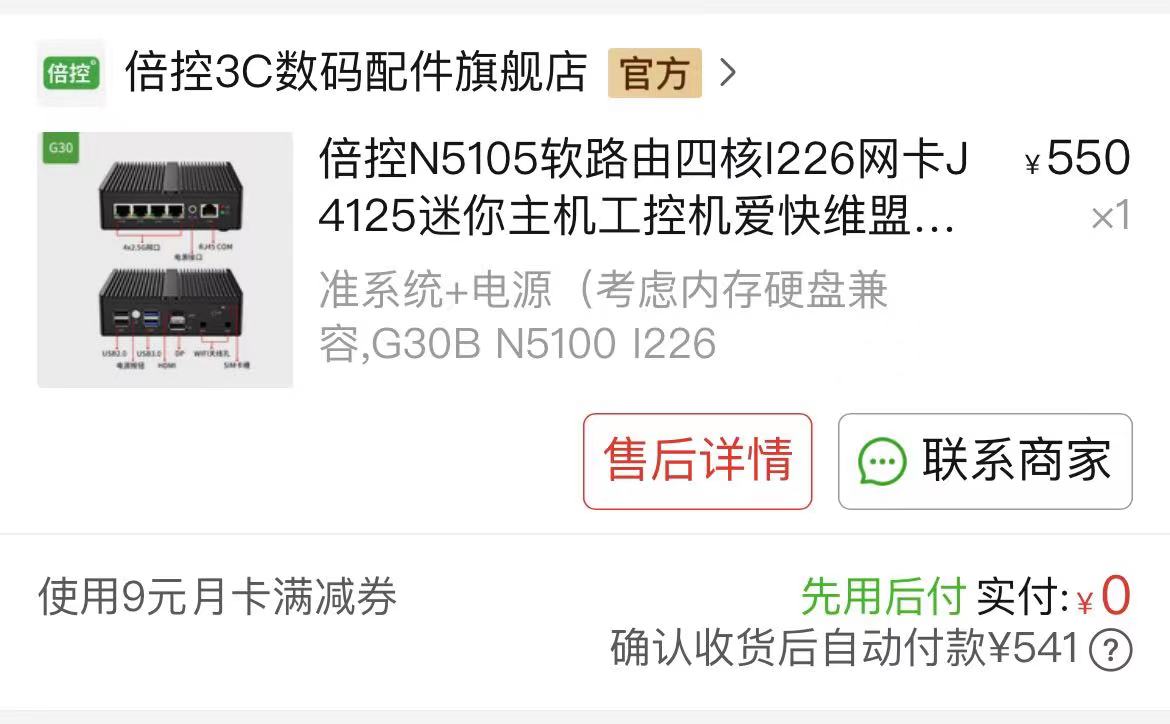 倍控
倍控3C数码配件旗舰店 官方
G30
倍控N5105软路由四核I226网卡J
4125迷你主机工控机爱快维盟...
¥550
×1
准系统+电源（考虑内存硬盘兼
容,G30B N5100 I226
4x2.5G网口
RJ45 COM
电源接口
USB2.0
USB3.0
DP
WIFI天线孔
电源按钮
HDMI
SIM卡槽
售后详情
联系商家
使用9元月卡满减券
先用后付 实付:¥0
确认收货后自动付款¥541 ?